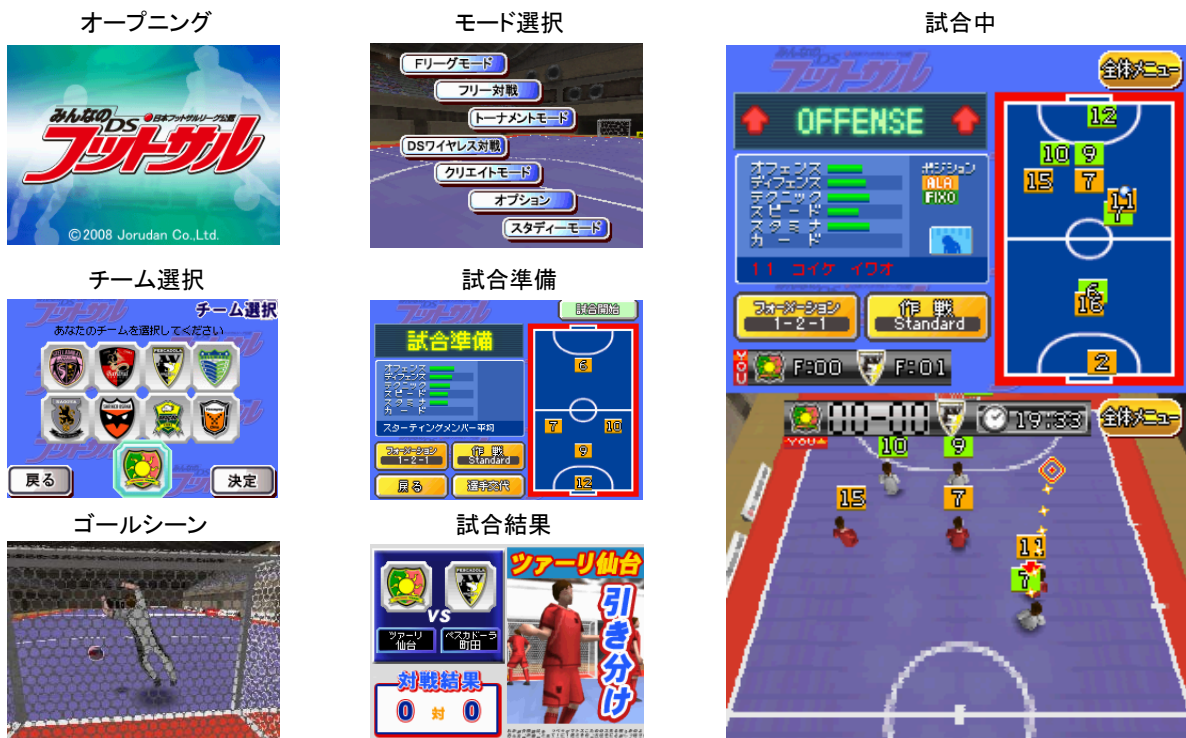 オープニング
みんなの
DS
●日本フットサルリーグ公認
フットサル
©2008 Jorudan Co.,Ltd.
モード選択
Fリーグモード
フリー対戦
トーナメントモード
DSワイヤレス対戦
クリエイトモード
オプション
スタディーモード
試合中
全体メニュー
OFFENSE
オフェンス
ディフェンス
テクニック
スピード
スタミナ
カード
ポジション
ALA
FIXO
11 コイケ イワオ
フォーメーション
1-2-1
作戦
Standard
YOU
F:00
F:01
12
10 9
15 7
11
7
6
16
2
00-00
19:33
全体メニュー
YOU
10 9
15 7
11
7
チーム選択
チーム選択
あなたのチームを選択してください
戻る
決定
試合準備
試合開始
試合準備
オフェンス
ディフェンス
テクニック
スピード
スタミナ
カード
スターティングメンバー平均
フォーメーション
1-2-1
作戦
Standard
戻る
選手交代
6
7 10
9
12
ゴールシーン
試合結果
PESCADOLA
VS
ツァーリ
仙台
ペスカドーラ
町田
対戦結果
0 対 0
ツァーリ仙台
引き分け